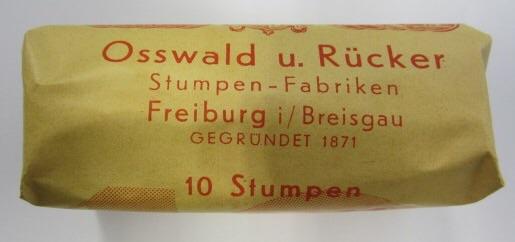 Osswald u. Rücker
Stumpen-Fabriken
Freiburg i/Breisgau
GEGRÜNDET 1871
10 Stumpen